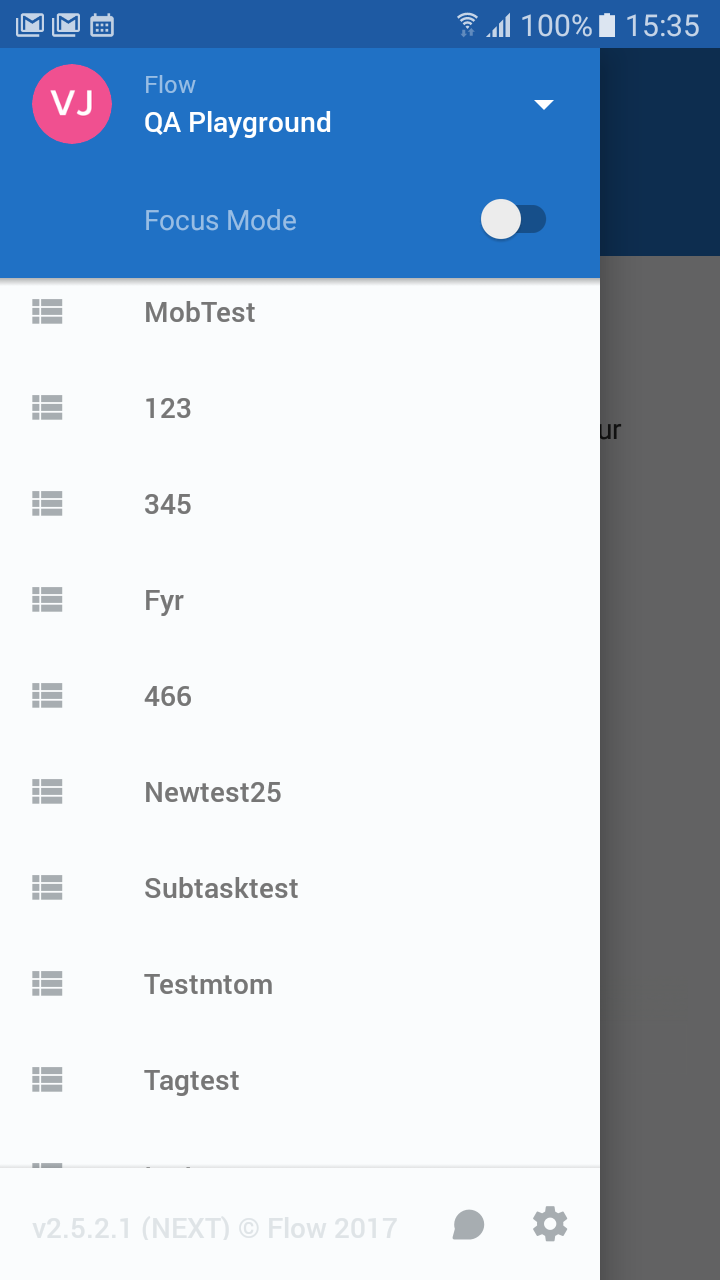 100% 15:35
VJ
Flow
QA Playground
Focus Mode
MobTest
123
345
ur
Fyr
466
Newtest25
Subtasktest
Testmtom
Tagtest
v2.5.2.1 (NEXT) © Flow 2017